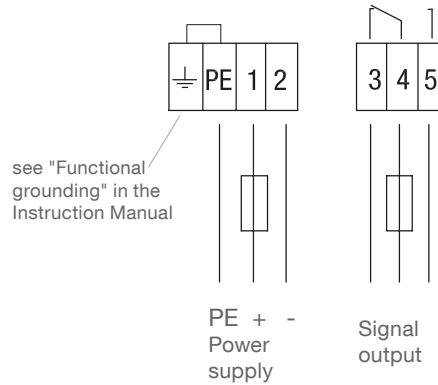 ⏚ PE 1 2
3 4 5
see "Functional
grounding" in the
Instruction Manual
PE + -
Power
supply
Signal
output